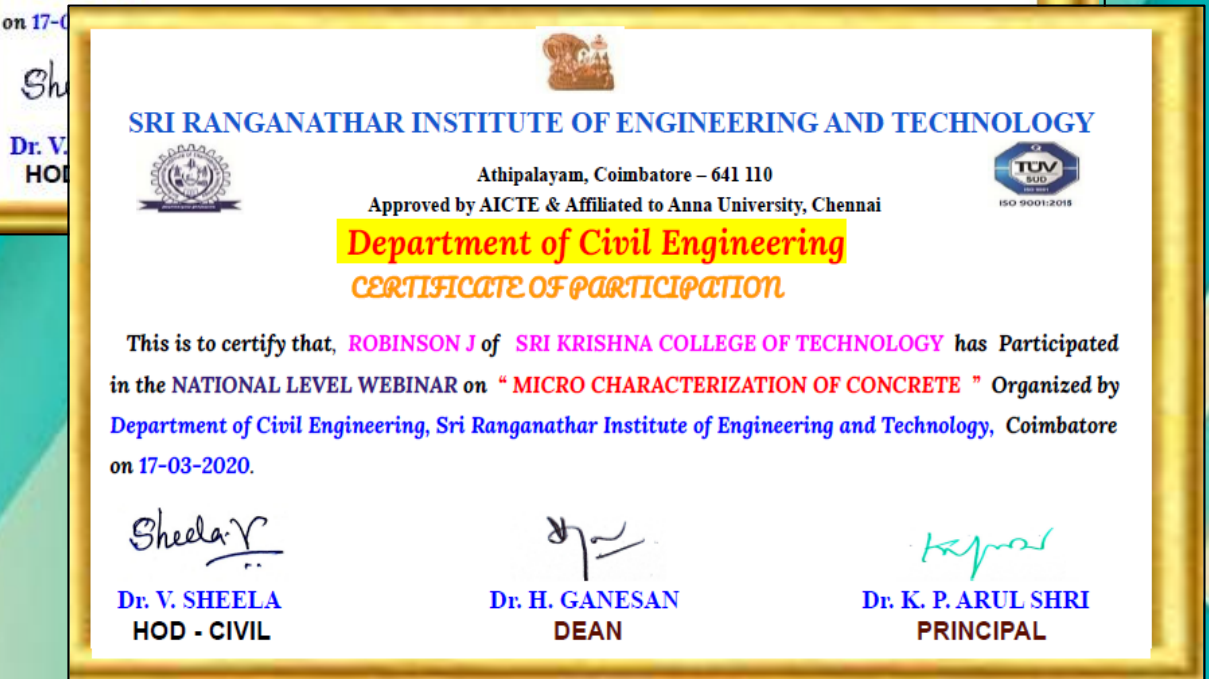 on 17-0
She
Dr. V.
HOD
SRI RANGANATHAR INSTITUTE OF ENGINEERING AND TECHNOLOGY
Athipalayam, Coimbatore – 641 110
Approved by AICTE & Affiliated to Anna University, Chennai
TÜV
SUD
ISO 9001
ISO 9001:2015
Department of Civil Engineering
CERTIFICATE OF PARTICIPATION
This is to certify that, ROBINSON J of SRI KRISHNA COLLEGE OF TECHNOLOGY has Participated
in the NATIONAL LEVEL WEBINAR on “ MICRO CHARACTERIZATION OF CONCRETE ” Organized by
Department of Civil Engineering, Sri Ranganathar Institute of Engineering and Technology, Coimbatore
on 17-03-2020.
Sheela.V
Dr. V. SHEELA Dr. H. GANESAN Dr. K. P. ARUL SHRI
HOD - CIVIL DEAN PRINCIPAL